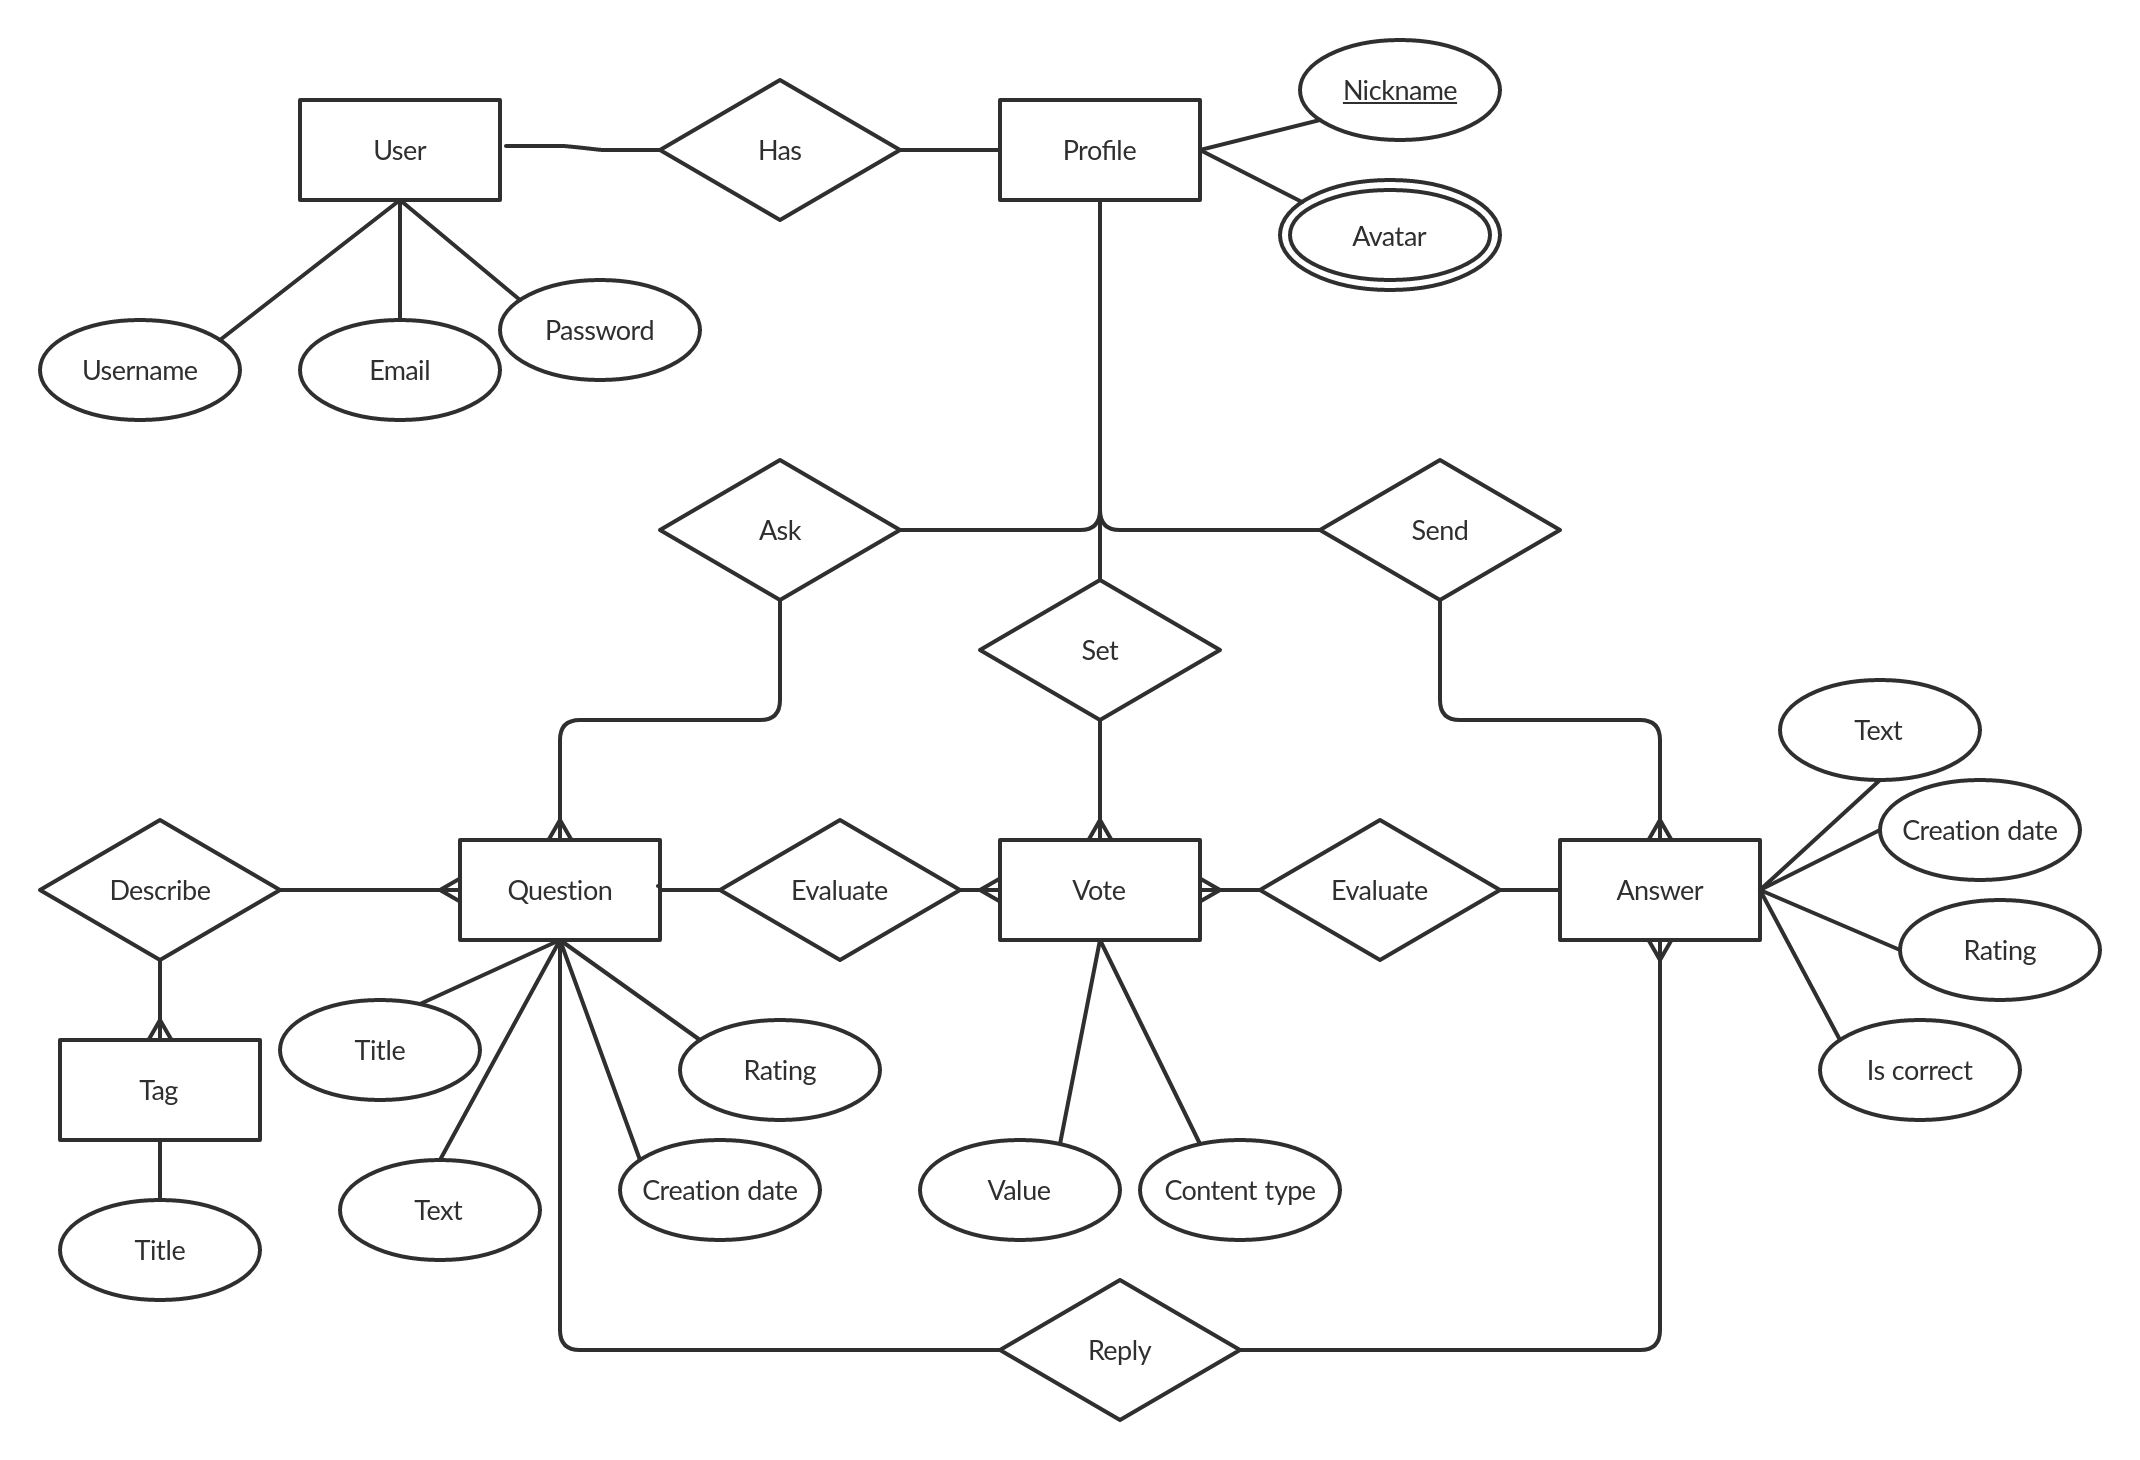 Nickname
User
Has
Profile
Avatar
Password
Username
Email
Ask
Send
Set
Text
Creation date
Describe
Question
Evaluate
Vote
Evaluate
Answer
Rating
Title
Rating
Is correct
Tag
Text
Creation date
Value
Content type
Title
Reply